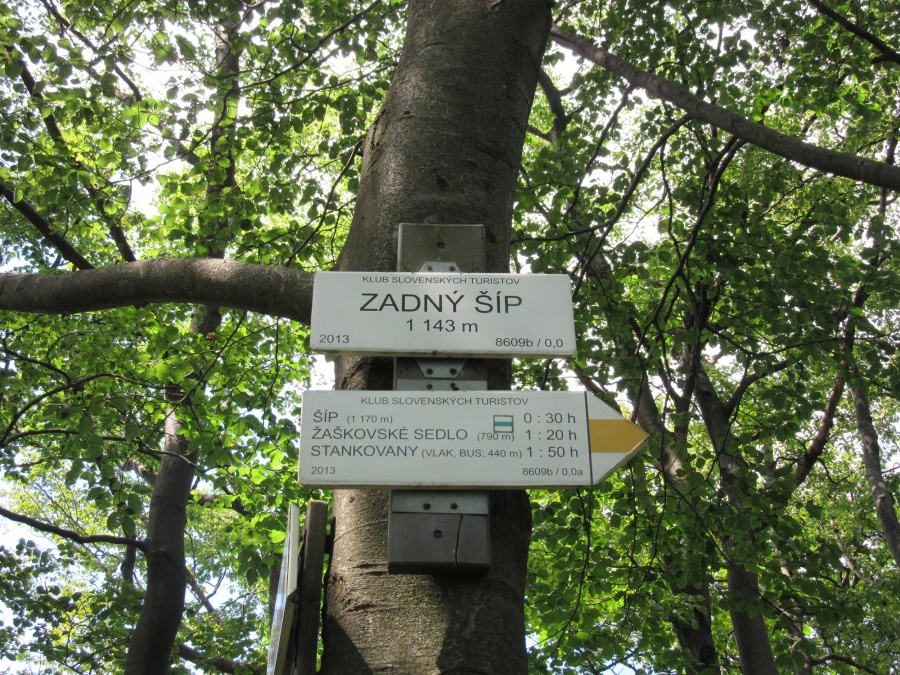 KLUB SLOVENSKÝCH TURISTOV
ZADNÝ ŠÍP
1 143 m
2013 8609b / 0,0
KLUB SLOVENSKÝCH TURISTOV
ŠÍP (1 170 m) 0 : 30 h
ŽAŠKOVSKÉ SEDLO (790 m) 1 : 20 h
STANKOVANY (VLAK, BUS; 440 m) 1 : 50 h
2013 8609b / 0,0a